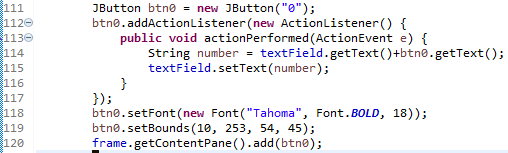 111 JButton btn0 = new JButton("0");
112 btn0.addActionListener(new ActionListener() {
113 public void actionPerformed(ActionEvent e) {
114 String number = textField.getText()+btn0.getText();
115 textField.setText(number);
116 }
117 });
118 btn0.setFont(new Font("Tahoma", Font.BOLD, 18));
119 btn0.setBounds(10, 253, 54, 45);
120 frame.getContentPane().add(btn0);